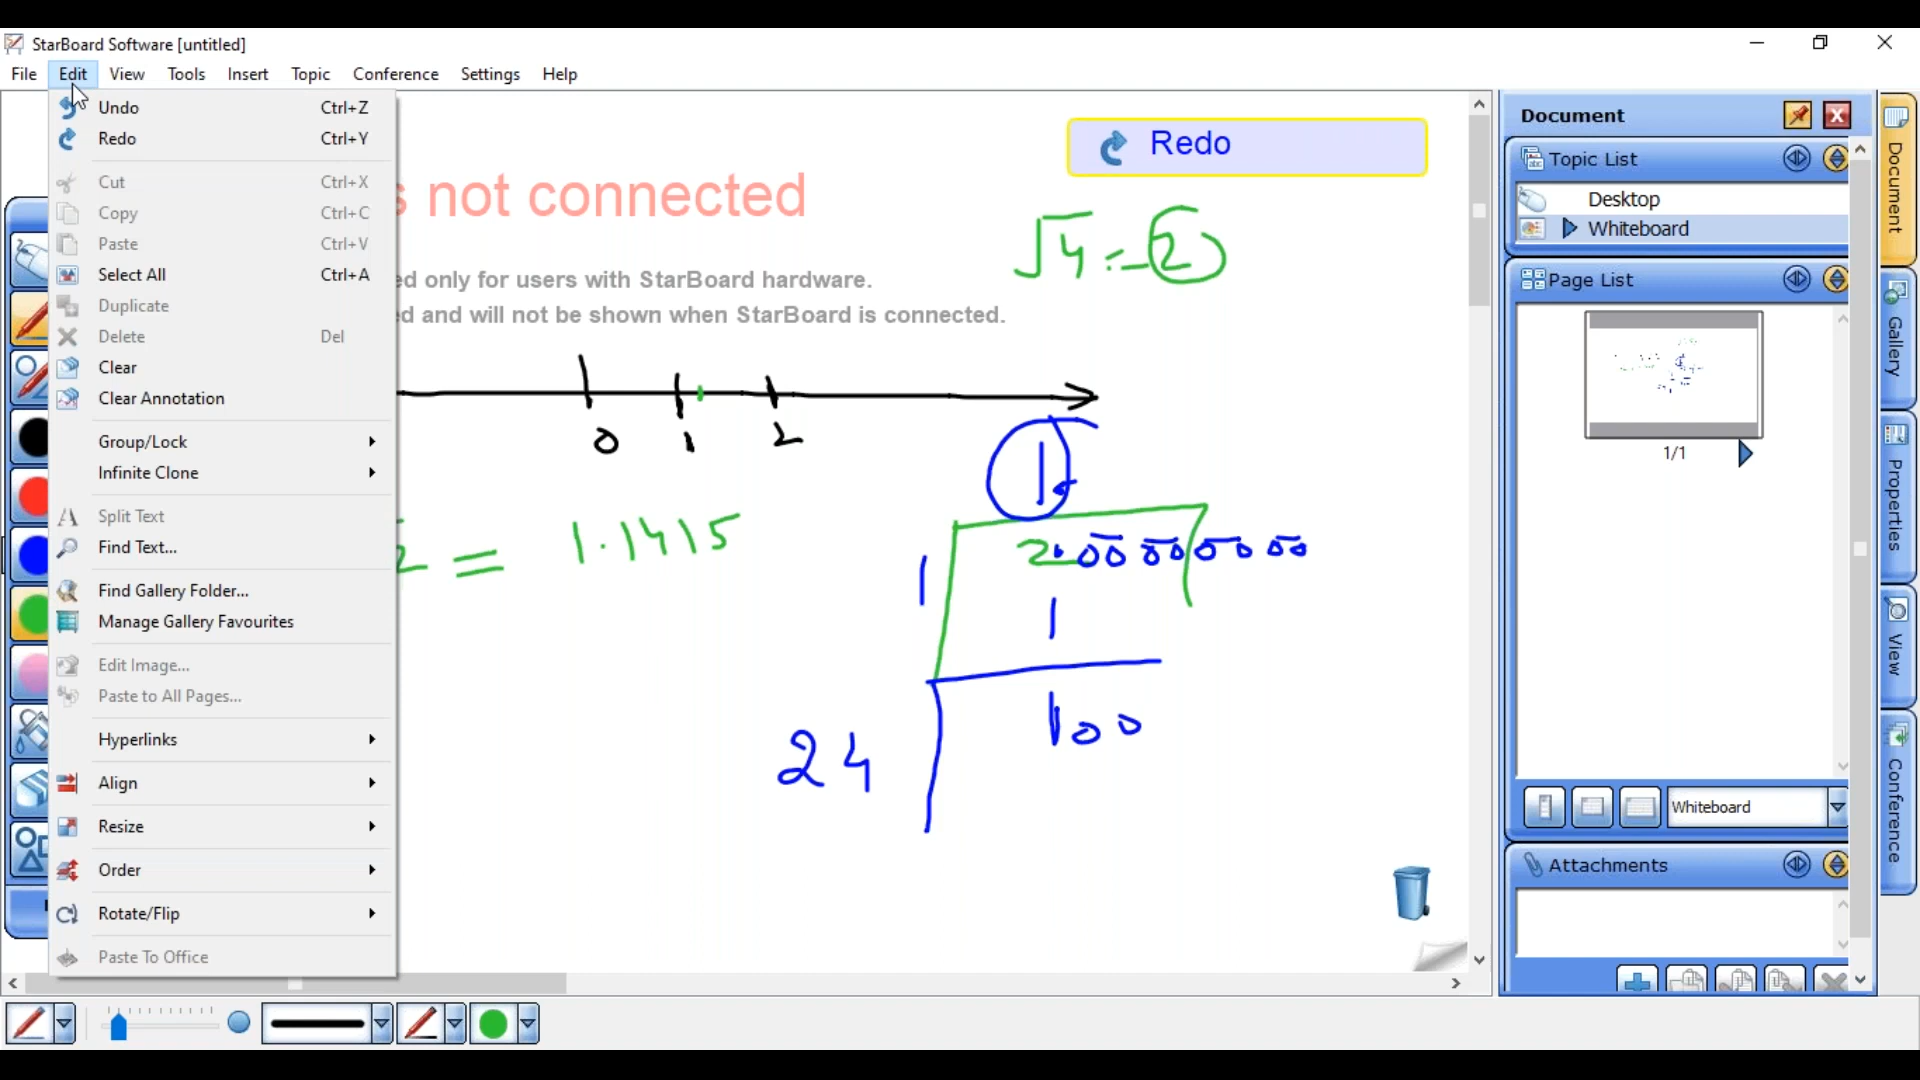 StarBoard Software [untitled]
File Edit View Tools Insert Topic Conference Settings Help
Undo Ctrl+Z
Redo Ctrl+Y
Cut Ctrl+X
Copy Ctrl+C
Paste Ctrl+V
Select All Ctrl+A
Duplicate
Delete Del
Clear
Clear Annotation
Group/Lock
Infinite Clone
Split Text
Find Text...
Find Gallery Folder...
Manage Gallery Favourites
Edit Image...
Paste to All Pages...
Hyperlinks
Align
Resize
Order
Rotate/Flip
Paste To Office
Redo
s not connected
ed only for users with StarBoard hardware.
ed and will not be shown when StarBoard is connected.
√4 = 2
0 1 2
2 = 1.1415
1.
1 2.00 00 00 00
1
24 100
Document
Topic List
Desktop
Whiteboard
Page List
1/1
Whiteboard
Attachments
Document
Gallery
Properties
View
Conference